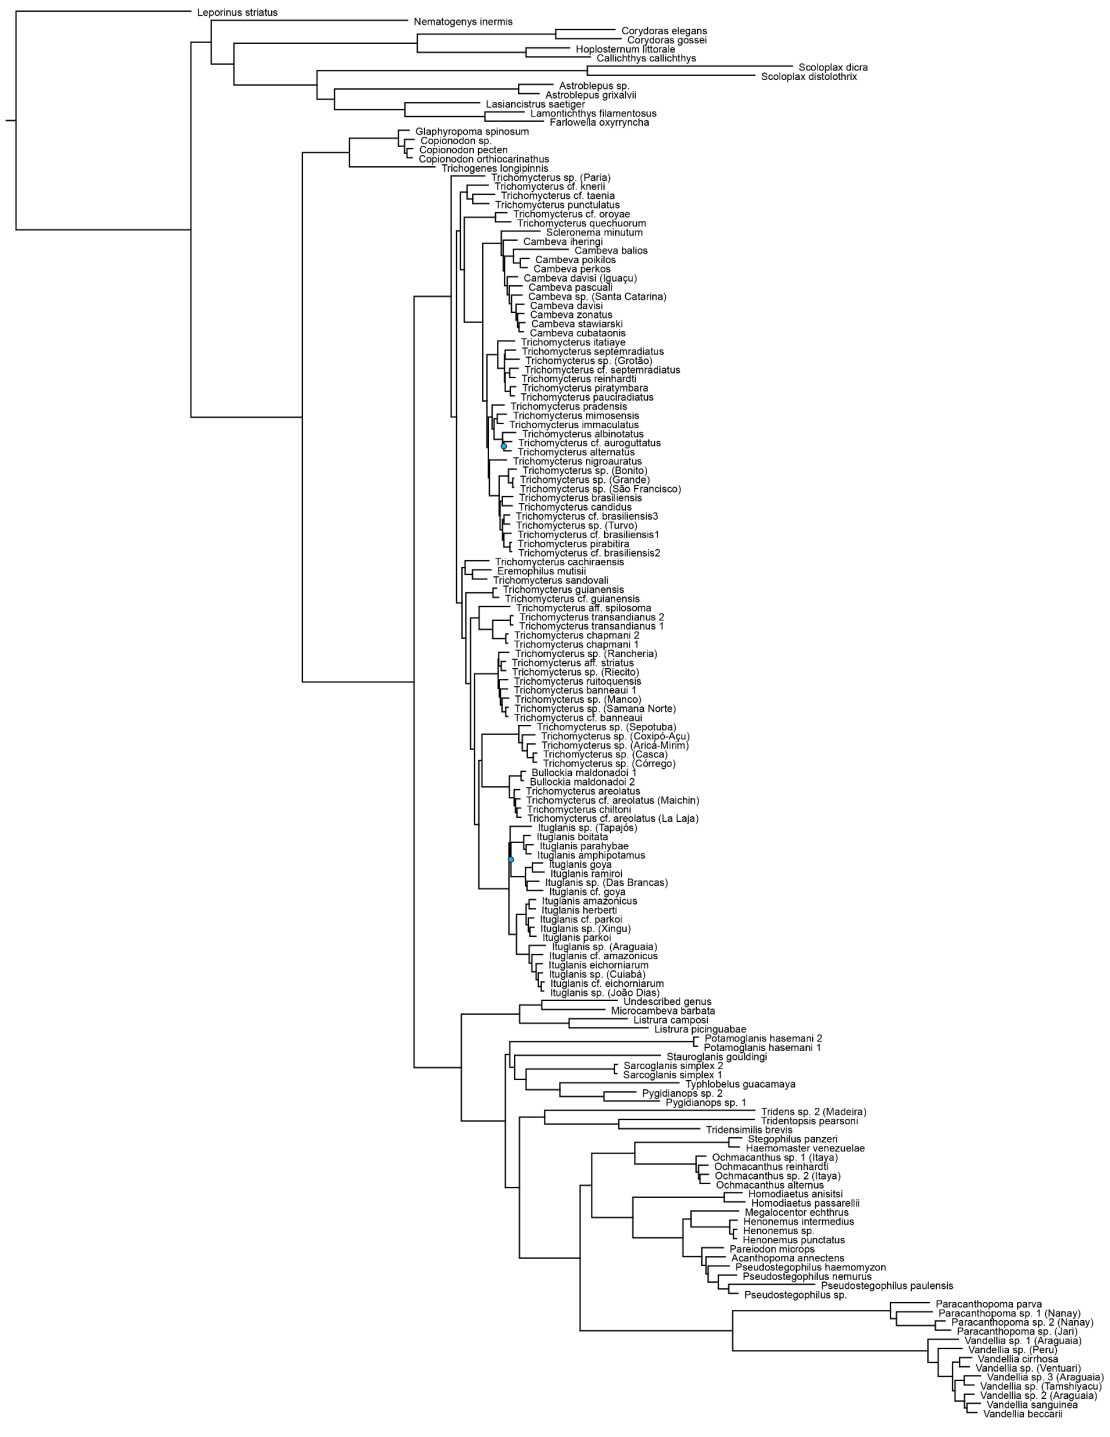 Leporinus striatus
Nematogenys inermis
Corydoras elegans
Corydoras gossei
Hoplosternum littorale
Callichthys callichthys
Scoloplax dicra
Scoloplax distolothrix
Astroblepus sp.
Astroblepus grixalvii
Lasiancistrus saetiger
Lamontichthys filamentosus
Farlowella oxyrryncha
Glaphyropoma spinosum
Copionodon sp.
Copionodon pecten
Copionodon orthiocarinathus
Trichogenes longipinnis
Trichomycterus sp. (Paria)
Trichomycterus cf. knerii
Trichomycterus cf. taenia
Trichomycterus punctulatus
Trichomycterus cf. oroyae
Trichomycterus quechuorum
Scleronema minutum
Cambeva iheringi
Cambeva balios
Cambeva poikilos
Cambeva perkos
Cambeva davisi (Iguaçu)
Cambeva pascuali
Cambeva sp. (Santa Catarina)
Cambeva davisi
Cambeva zonatus
Cambeva stawiarski
Cambeva cubataonis
Trichomycterus itatiaye
Trichomycterus septemradiatus
Trichomycterus sp. (Grotão)
Trichomycterus cf. septemradiatus
Trichomycterus reinhardti
Trichomycterus piratymbara
Trichomycterus pauciradiatus
Trichomycterus pradensis
Trichomycterus mimosensis
Trichomycterus immaculatus
Trichomycterus albinotatus
Trichomycterus cf. auroguttatus
Trichomycterus alternatus
Trichomycterus nigroauratus
Trichomycterus sp. (Bonito)
Trichomycterus sp. (Grande)
Trichomycterus sp. (São Francisco)
Trichomycterus brasiliensis
Trichomycterus candidus
Trichomycterus cf. brasiliensis3
Trichomycterus sp. (Turvo)
Trichomycterus cf. brasiliensis1
Trichomycterus pirabitira
Trichomycterus cf. brasiliensis2
Trichomycterus cachiraensis
Eremophilus mutisii
Trichomycterus sandovali
Trichomycterus guianensis
Trichomycterus cf. guianensis
Trichomycterus aff. spilosoma
Trichomycterus transandianus 2
Trichomycterus transandianus 1
Trichomycterus chapmani 2
Trichomycterus chapmani 1
Trichomycterus sp. (Rancheria)
Trichomycterus aff. striatus
Trichomycterus sp. (Riecito)
Trichomycterus ruitoquensis
Trichomycterus banneaui 1
Trichomycterus sp. (Manco)
Trichomycterus sp. (Samana Norte)
Trichomycterus cf. banneaui
Trichomycterus sp. (Sepotuba)
Trichomycterus sp. (Coxipó-Açu)
Trichomycterus sp. (Aricá-Mirim)
Trichomycterus sp. (Casca)
Trichomycterus sp. (Córrego)
Bullockia maldonadoi 1
Bullockia maldonadoi 2
Trichomycterus areolatus
Trichomycterus cf. areolatus (Maichin)
Trichomycterus chiltoni
Trichomycterus cf. areolatus (La Laja)
Ituglanis sp. (Tapajós)
Ituglanis boitata
Ituglanis parahybae
Ituglanis amphipotamus
Ituglanis goya
Ituglanis ramiroi
Ituglanis sp. (Das Brancas)
Ituglanis cf. goya
Ituglanis amazonicus
Ituglanis herberti
Ituglanis cf. parkoi
Ituglanis sp. (Xingu)
Ituglanis parkoi
Ituglanis sp. (Araguaia)
Ituglanis cf. amazonicus
Ituglanis eichorniarum
Ituglanis sp. (Cuiabá)
Ituglanis cf. eichorniarum
Ituglanis sp. (João Dias)
Undescribed genus
Microcambeva barbata
Listrura camposi
Listrura picinguabae
Potamoglanis hasemani 2
Potamoglanis hasemani 1
Stauroglanis gouldingi
Sarcoglanis simplex 2
Sarcoglanis simplex 1
Typhlobelus guacamaya
Pygidianops sp. 2
Pygidianops sp. 1
Tridens sp. 2 (Madeira)
Tridentopsis pearsoni
Tridensimilis brevis
Stegophilus panzeri
Haemomaster venezuelae
Ochmacanthus sp. 1 (Itaya)
Ochmacanthus reinhardti
Ochmacanthus sp. 2 (Itaya)
Ochmacanthus alternus
Homodiaetus anisitsi
Homodiaetus passarellii
Megalocentor echthrus
Henonemus intermedius
Henonemus sp.
Henonemus punctatus
Pareiodon microps
Acanthopoma annectens
Pseudostegophilus haemomyzon
Pseudostegophilus nemurus
Pseudostegophilus paulensis
Pseudostegophilus sp.
Paracanthopoma parva
Paracanthopoma sp. 1 (Nanay)
Paracanthopoma sp. 2 (Nanay)
Paracanthopoma sp. (Jari)
Vandellia sp. 1 (Araguaia)
Vandellia sp. (Peru)
Vandellia cirrhosa
Vandellia sp. (Ventuari)
Vandellia sp. 3 (Araguaia)
Vandellia sp. (Tamshiyacu)
Vandellia sp. 2 (Araguaia)
Vandellia sanguinea
Vandellia beccarii